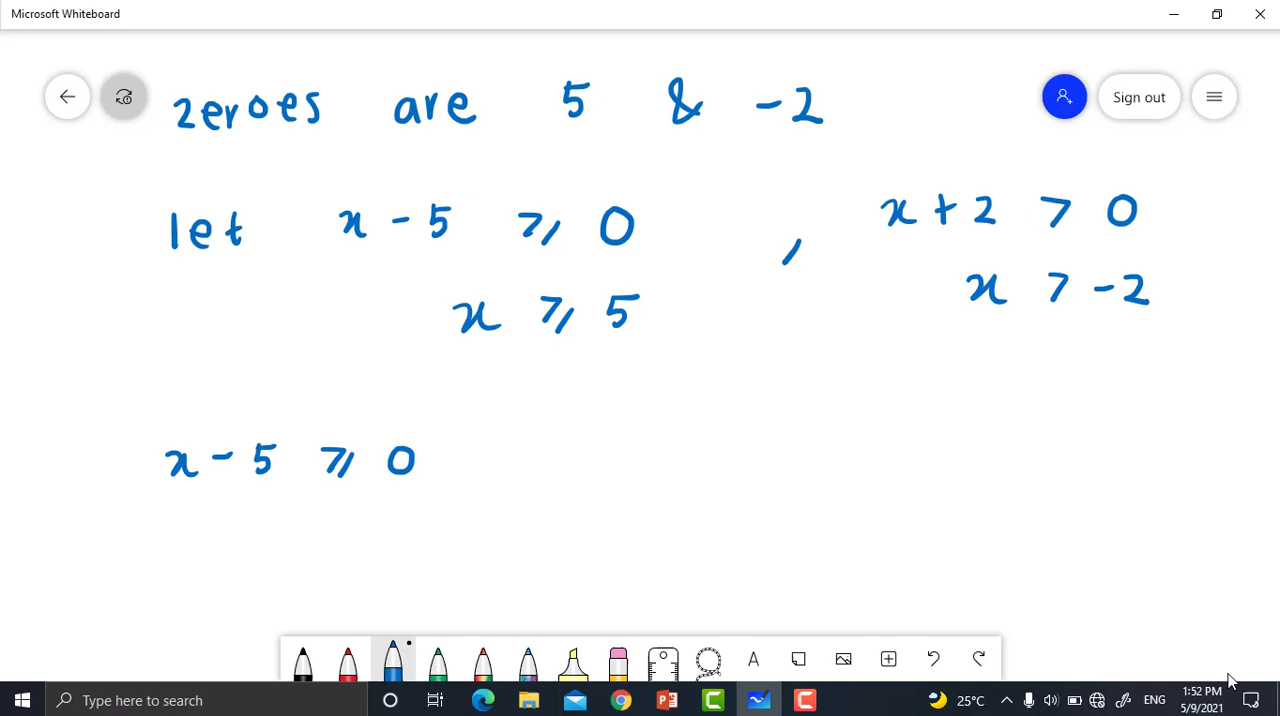 Microsoft Whiteboard
zeroes are 5 & -2
Sign out
let x - 5 ⩾ 0 , x + 2 > 0
x ⩾ 5 x > -2
x - 5 ⩾ 0
A
Type here to search
25°C
ENG
1:52 PM
5/9/2021